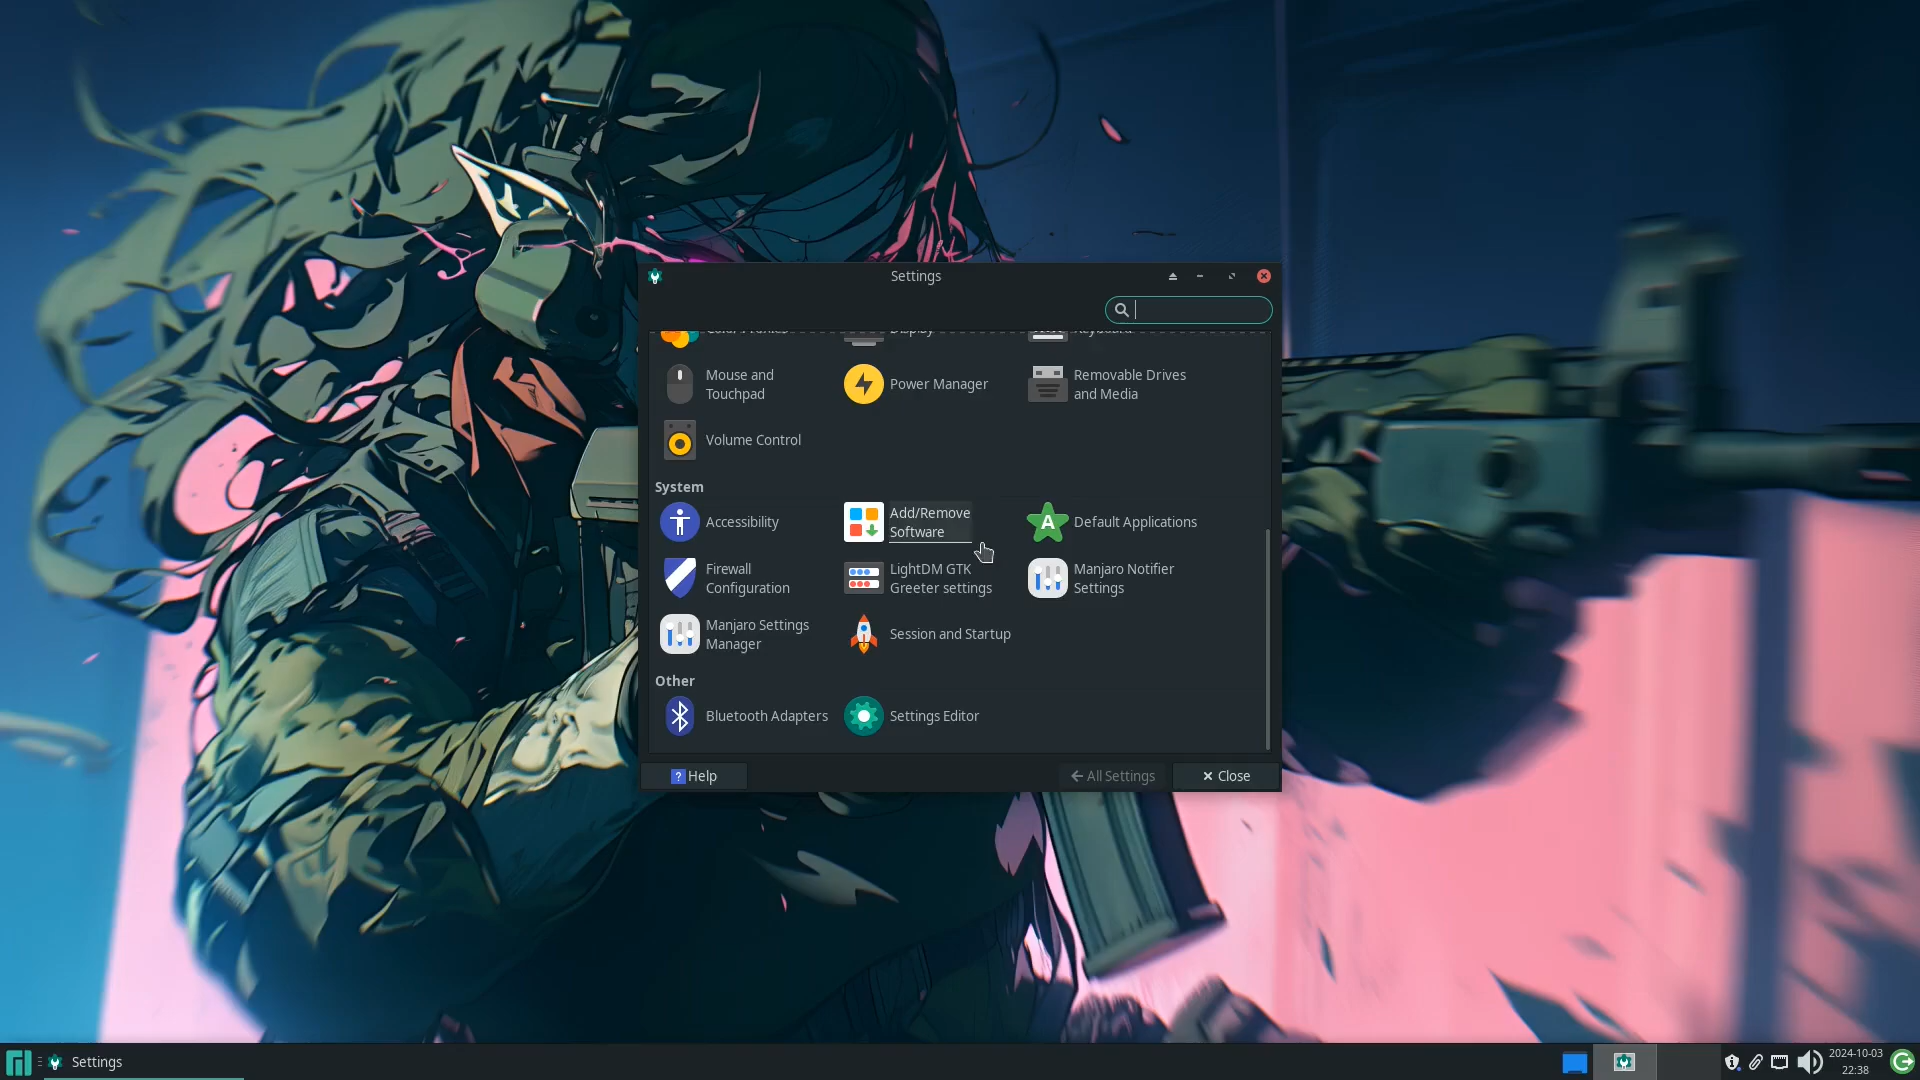 Settings
Display
Keyboard
Mouse and
Touchpad
Power Manager
Removable Drives
and Media
Volume Control
System
Accessibility
Add/Remove
Software
Default Applications
Firewall
Configuration
LightDM GTK
Greeter settings
Manjaro Notifier
Settings
Manjaro Settings
Manager
Session and Startup
Other
Bluetooth Adapters
Settings Editor
? Help
All Settings
Close
Settings
2024-10-03
22:38